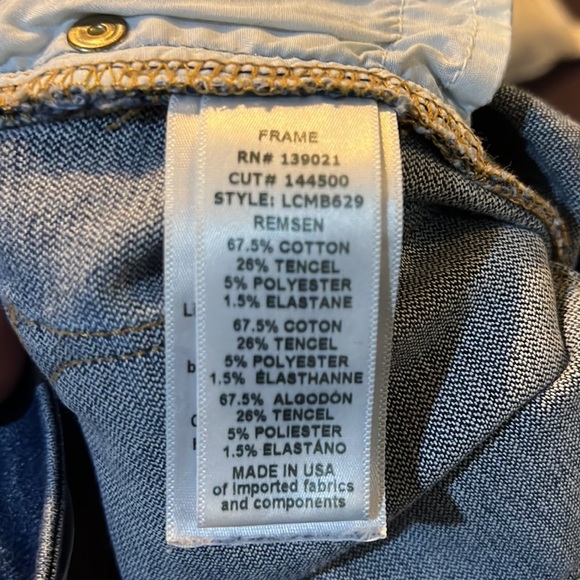 FRAME
RN# 139021
CUT# 144500
STYLE: LCMB629
REMSEN
67.5% COTTON
26% TENCEL
5% POLYESTER
1.5% ELASTANE
67.5% COTON
26% TENCEL
5% POLYESTER
1.5% ÉLASTHANNE
67.5% ALGODÓN
26% TENCEL
5% POLIESTER
1.5% ELASTÁNO
MADE IN USA
of imported fabrics
and components